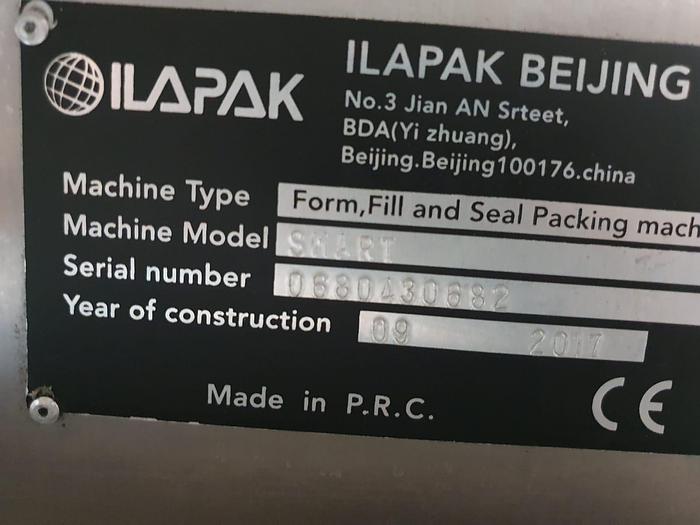 ILAPAK
ILAPAK BEIJING
No.3 Jian AN Srteet,
BDA(Yi zhuang),
Beijing.Beijing100176.china
Machine Type Form,Fill and Seal Packing mach
Machine Model SMART
Serial number 0680430682
Year of construction 09 2017
Made in P.R.C. CE